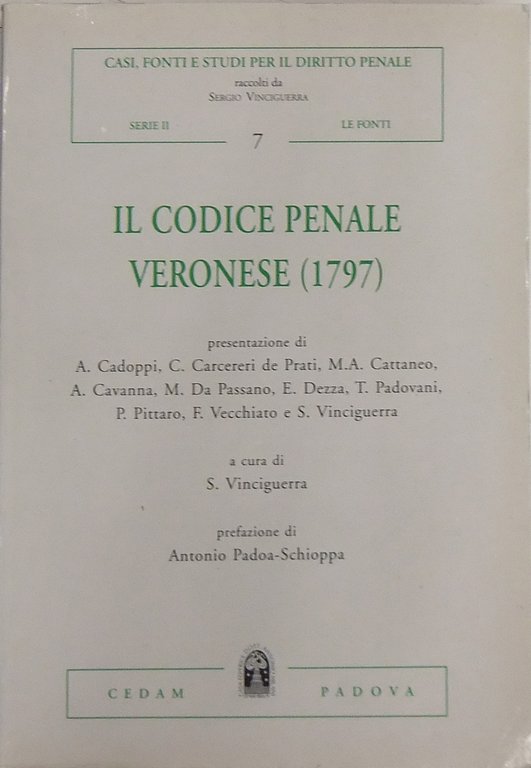 CASI, FONTI E STUDI PER IL DIRITTO PENALE
raccolti da
SERGIO VINCIGUERRA
SERIE II LE FONTI
7
IL CODICE PENALE
VERONESE (1797)
presentazione di
A. Cadoppi, C. Carcereri de Prati, M.A. Cattaneo,
A. Cavanna, M. Da Passano, E. Dezza, T. Padovani,
P. Pittaro, F. Vecchiato e S. Vinciguerra
a cura di
S. Vinciguerra
prefazione di
Antonio Padoa-Schioppa
CEDAM PADOVA